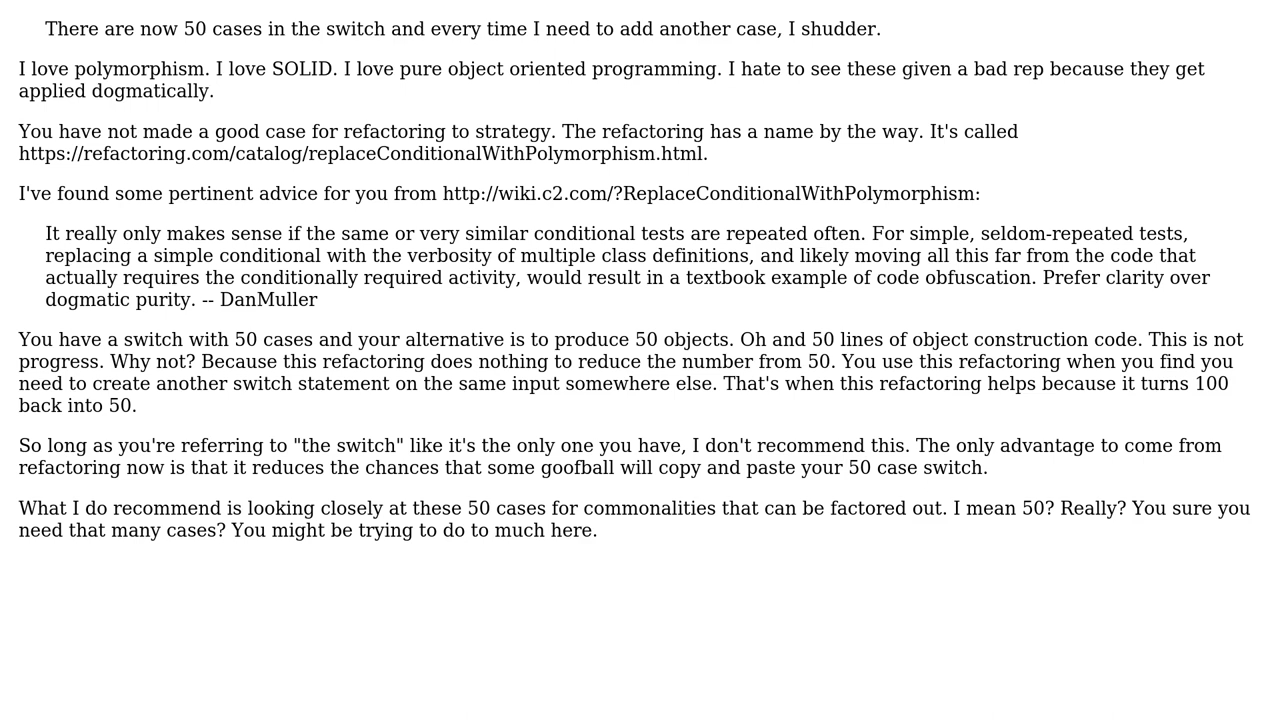 There are now 50 cases in the switch and every time I need to add another case, I shudder.
I love polymorphism. I love SOLID. I love pure object oriented programming. I hate to see these given a bad rep because they get
applied dogmatically.
You have not made a good case for refactoring to strategy. The refactoring has a name by the way. It's called
https://refactoring.com/catalog/replaceConditionalWithPolymorphism.html.
I've found some pertinent advice for you from http://wiki.c2.com/?ReplaceConditionalWithPolymorphism:
It really only makes sense if the same or very similar conditional tests are repeated often. For simple, seldom-repeated tests,
replacing a simple conditional with the verbosity of multiple class definitions, and likely moving all this far from the code that
actually requires the conditionally required activity, would result in a textbook example of code obfuscation. Prefer clarity over
dogmatic purity. -- DanMuller
You have a switch with 50 cases and your alternative is to produce 50 objects. Oh and 50 lines of object construction code. This is not
progress. Why not? Because this refactoring does nothing to reduce the number from 50. You use this refactoring when you find you
need to create another switch statement on the same input somewhere else. That's when this refactoring helps because it turns 100
back into 50.
So long as you're referring to "the switch" like it's the only one you have, I don't recommend this. The only advantage to come from
refactoring now is that it reduces the chances that some goofball will copy and paste your 50 case switch.
What I do recommend is looking closely at these 50 cases for commonalities that can be factored out. I mean 50? Really? You sure you
need that many cases? You might be trying to do to much here.